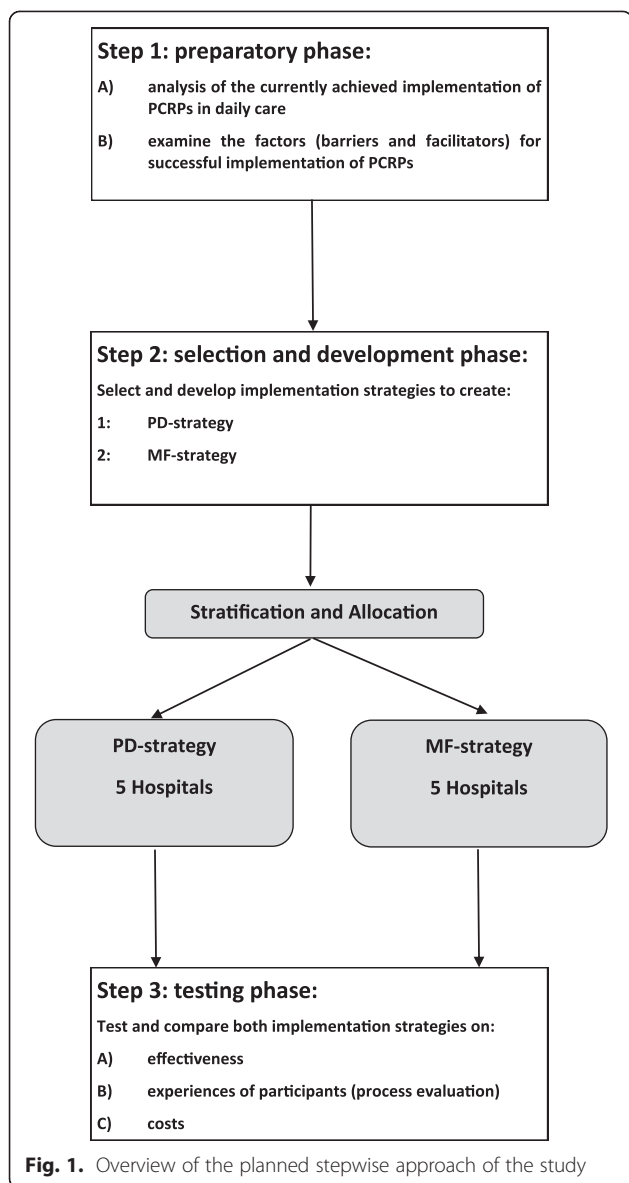 Step 1: preparatory phase:
A) analysis of the currently achieved implementation of
PCRPs in daily care
B) examine the factors (barriers and facilitators) for
successful implementation of PCRPs
Step 2: selection and development phase:
Select and develop implementation strategies to create:
1: PD-strategy
2: MF-strategy
Stratification and Allocation
PD-strategy
5 Hospitals
MF-strategy
5 Hospitals
Step 3: testing phase:
Test and compare both implementation strategies on:
A) effectiveness
B) experiences of participants (process evaluation)
C) costs
Fig. 1. Overview of the planned stepwise approach of the study